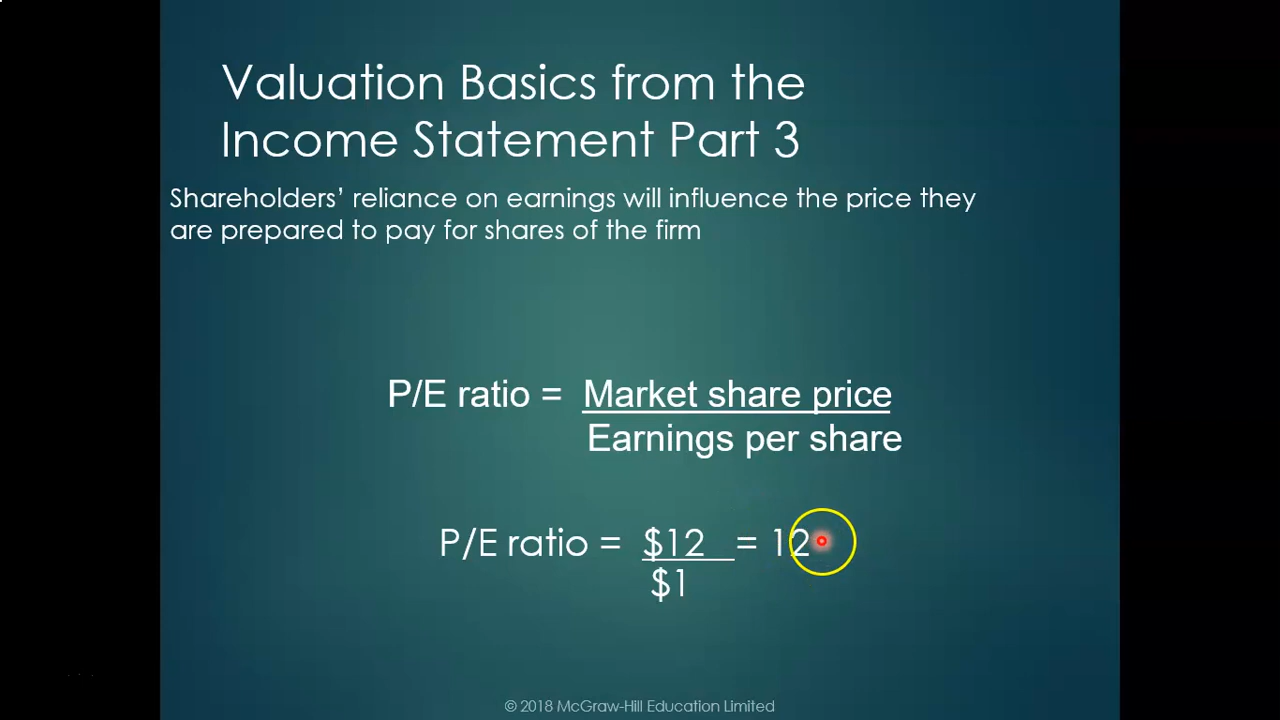 Valuation Basics from the
Income Statement Part 3
Shareholders’ reliance on earnings will influence the price they
are prepared to pay for shares of the firm
P/E ratio = Market share price
Earnings per share
P/E ratio = $12 = 12
$1
© 2018 McGraw-Hill Education Limited